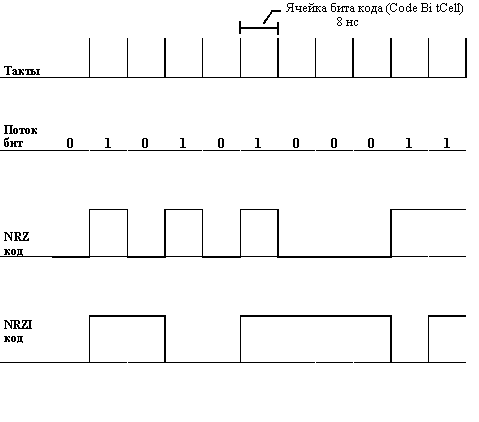 Ячейка бита кода (Code Bi tCell)
8 нс
Такты
Поток
бит
0 1 0 1 0 1 0 0 0 1 1
NRZ
код
NRZI
код